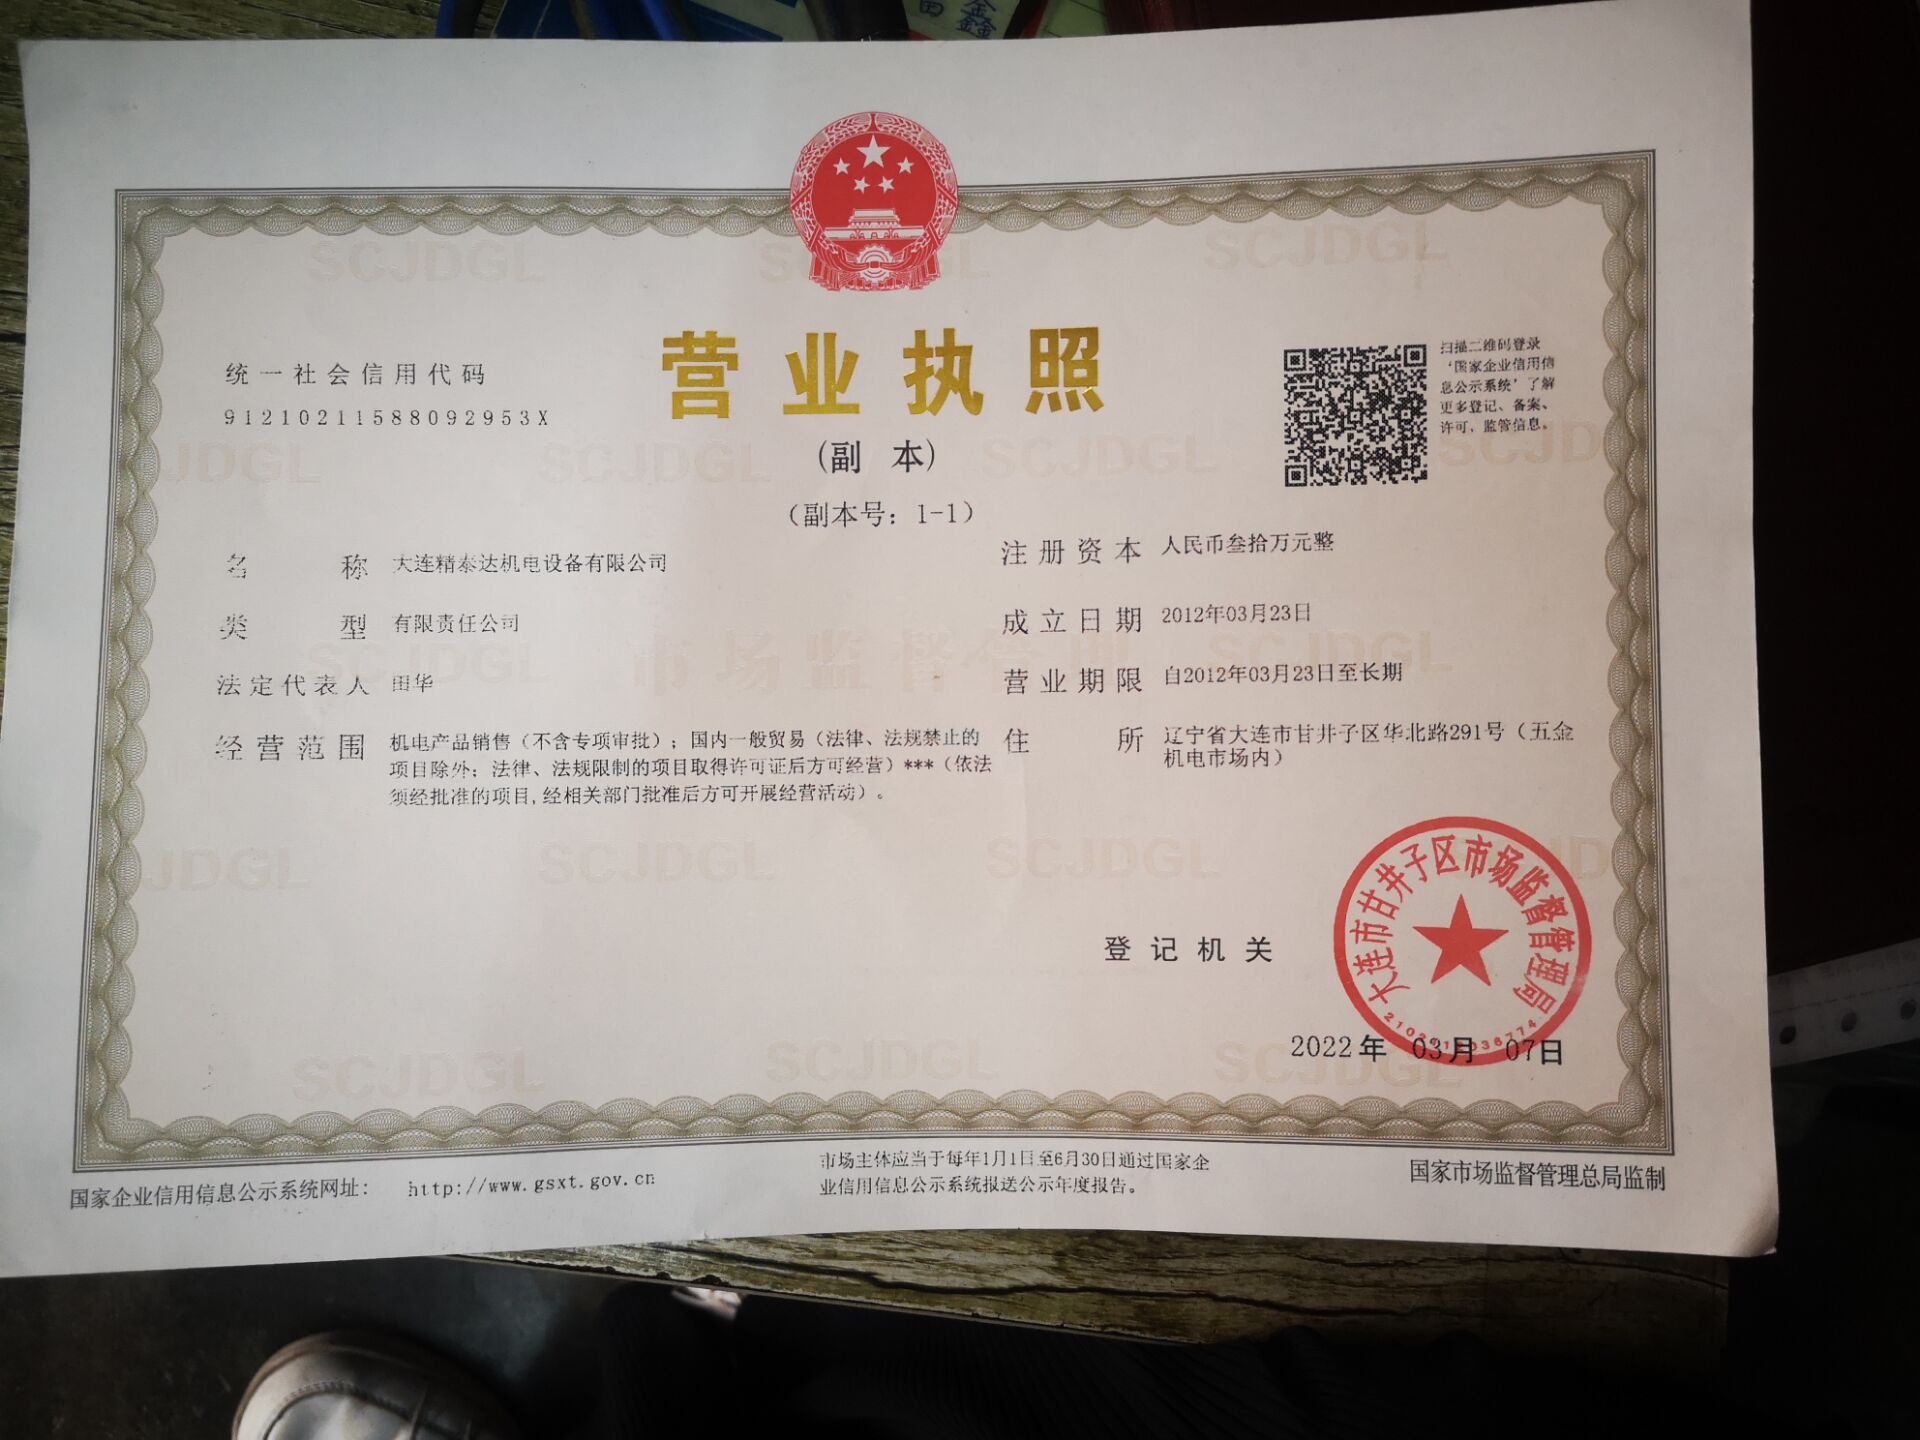 营业执照
(副 本)
(副本号: 1-1)
统一社会信用代码
91210211588092953X
扫描二维码登录
‘国家企业信用信
息公示系统’了解
更多登记、备案、
许可、监管信息。
名 称 大连精泰达机电设备有限公司
类 型 有限责任公司
法定代表人 田华
经营范围 机电产品销售（不含专项审批）；国内一般贸易（法律、法规禁止的
项目除外；法律、法规限制的项目取得许可证后方可经营）***（依法
须经批准的项目,经相关部门批准后方可开展经营活动）。
注册资本 人民币叁拾万元整
成立日期 2012年03月23日
营业期限 自2012年03月23日至长期
住 所 辽宁省大连市甘井子区华北路291号（五金
机电市场内）
登记机关
大连市甘井子区市场监督管理局
2022年 03月 07日
国家企业信用信息公示系统网址: http://www.gsxt.gov.cn
市场主体应当于每年1月1日至6月30日通过国家企
业信用信息公示系统报送公示年度报告。
国家市场监督管理总局监制
SCJDGL
市场监督管理
田
鑫